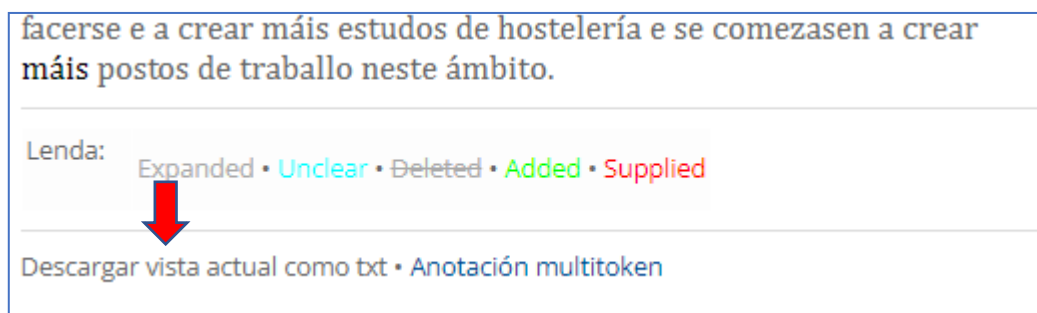 facerse e a crear máis estudos de hostelería e se comezasen a crear
máis postos de traballo neste ámbito.
Lenda:
Expanded • Unclear • Deleted • Added • Supplied
Descargar vista actual como txt • Anotación multitoken